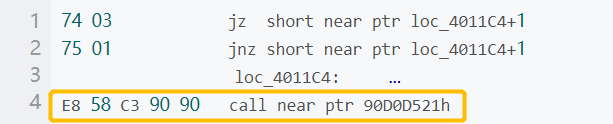 1 74 03 jz short near ptr loc_4011C4+1
2 75 01 jnz short near ptr loc_4011C4+1
3 loc_4011C4: ...
4 E8 58 C3 90 90 call near ptr 90D0D521h